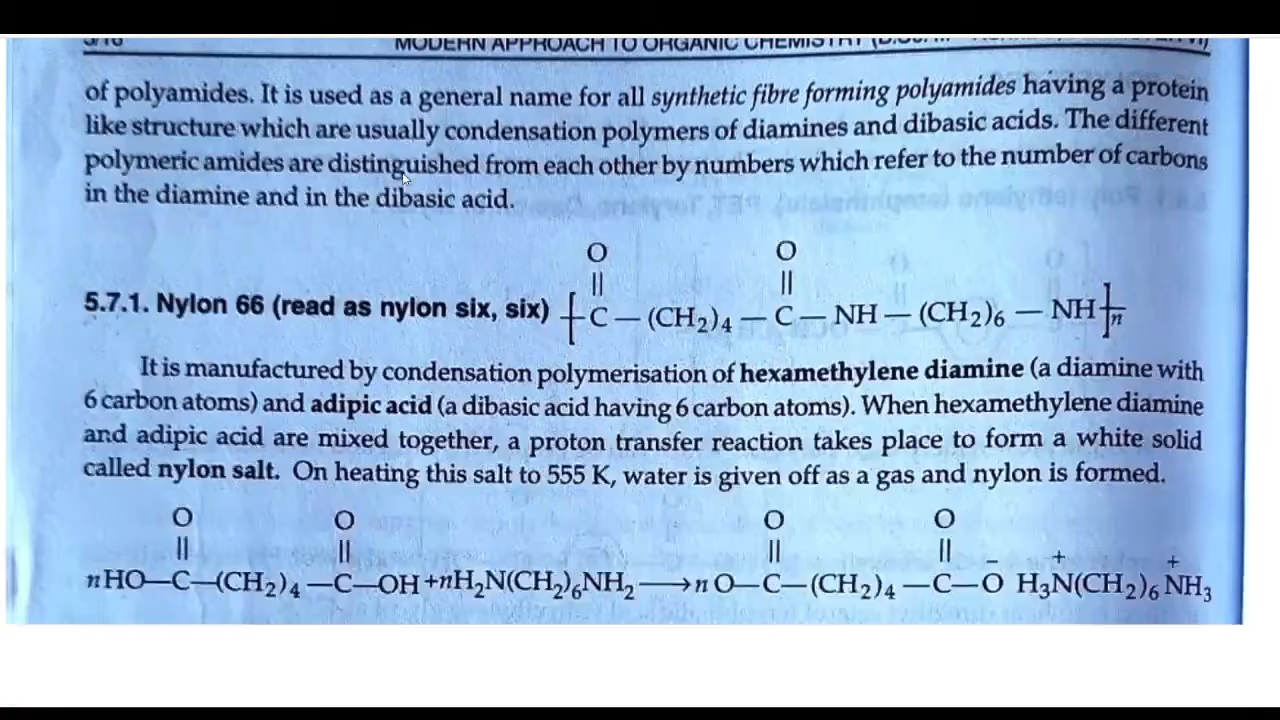 5/16 MODERN APPROACH TO ORGANIC CHEMISTRY
of polyamides. It is used as a general name for all synthetic fibre forming polyamides having a protein
like structure which are usually condensation polymers of diamines and dibasic acids. The different
polymeric amides are distinguished from each other by numbers which refer to the number of carbons
in the diamine and in the dibasic acid.
O O
|| ||
5.7.1. Nylon 66 (read as nylon six, six) [C — (CH₂)₄ — C — NH — (CH₂)₆ — NH]ₙ
It is manufactured by condensation polymerisation of hexamethylene diamine (a diamine with
6 carbon atoms) and adipic acid (a dibasic acid having 6 carbon atoms). When hexamethylene diamine
and adipic acid are mixed together, a proton transfer reaction takes place to form a white solid
called nylon salt. On heating this salt to 555 K, water is given off as a gas and nylon is formed.
O O O O
|| || || || − + +
nHO—C—(CH₂)₄—C—OH +nH₂N(CH₂)₆NH₂ ⟶ n O—C—(CH₂)₄—C—O H₃N(CH₂)₆NH₃